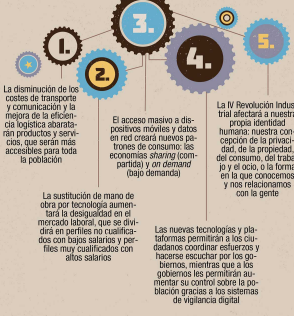 1.
2.
3.
4.
5.
La disminución de los
costes de transporte
y comunicación y la
mejora de la eficien-
cia logística abarata-
rán productos y servi-
cios, que serán más
accesibles para toda
la población
La sustitución de mano de
obra por tecnología aumen-
tará la desigualdad en el
mercado laboral, que se divi-
dirá en perfiles no cualifica-
dos con bajos salarios y per-
files muy cualificados con
altos salarios
El acceso masivo a dis-
positivos móviles y datos
en red creará nuevos pa-
trones de consumo: las
economías sharing (com-
partida) y on demand
(bajo demanda)
Las nuevas tecnologías y pla-
taformas permitirán a los ciu-
dadanos coordinar esfuerzos y
hacerse escuchar por los go-
biernos, mientras que a los
gobiernos les permitirán au-
mentar su control sobre la po-
blación gracias a los sistemas
de vigilancia digital
La IV Revolución Indus-
trial afectará a nuestra
propia identidad
humana: nuestra con-
cepción de la privaci-
dad, de la propiedad,
del consumo, del traba-
jo y el ocio, o la forma
en la que conocemos
y nos relacionamos
con la gente